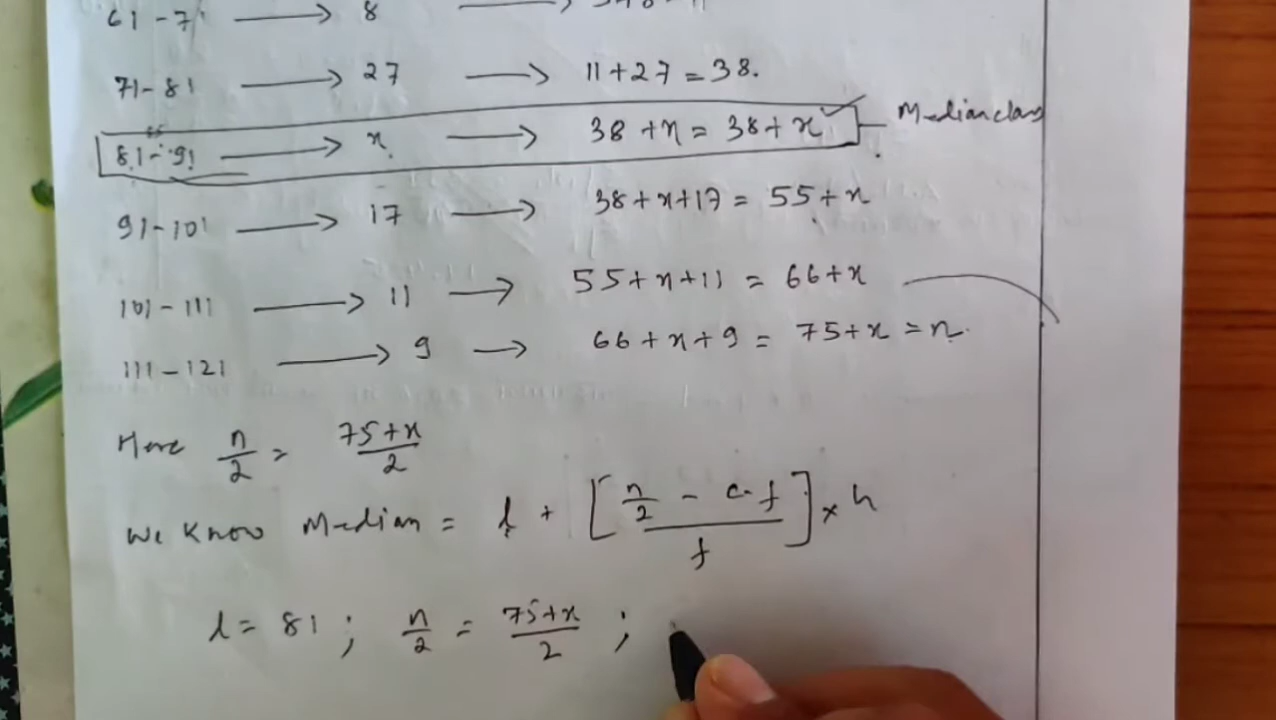 61-71 → 8 →
71-81 → 27 → 11+27=38.
81-91 → x → 38+x = 38+x Median class
91-101 → 17 → 38+x+17 = 55+x
101-111 → 11 → 55+x+11 = 66+x
111-121 → 9 → 66+x+9 = 75+x = n.
Here n/2 = 75+x/2
We Know Median = l + [n/2 - c.f / f] × h
l = 81 ; n/2 = 75+x/2 ;